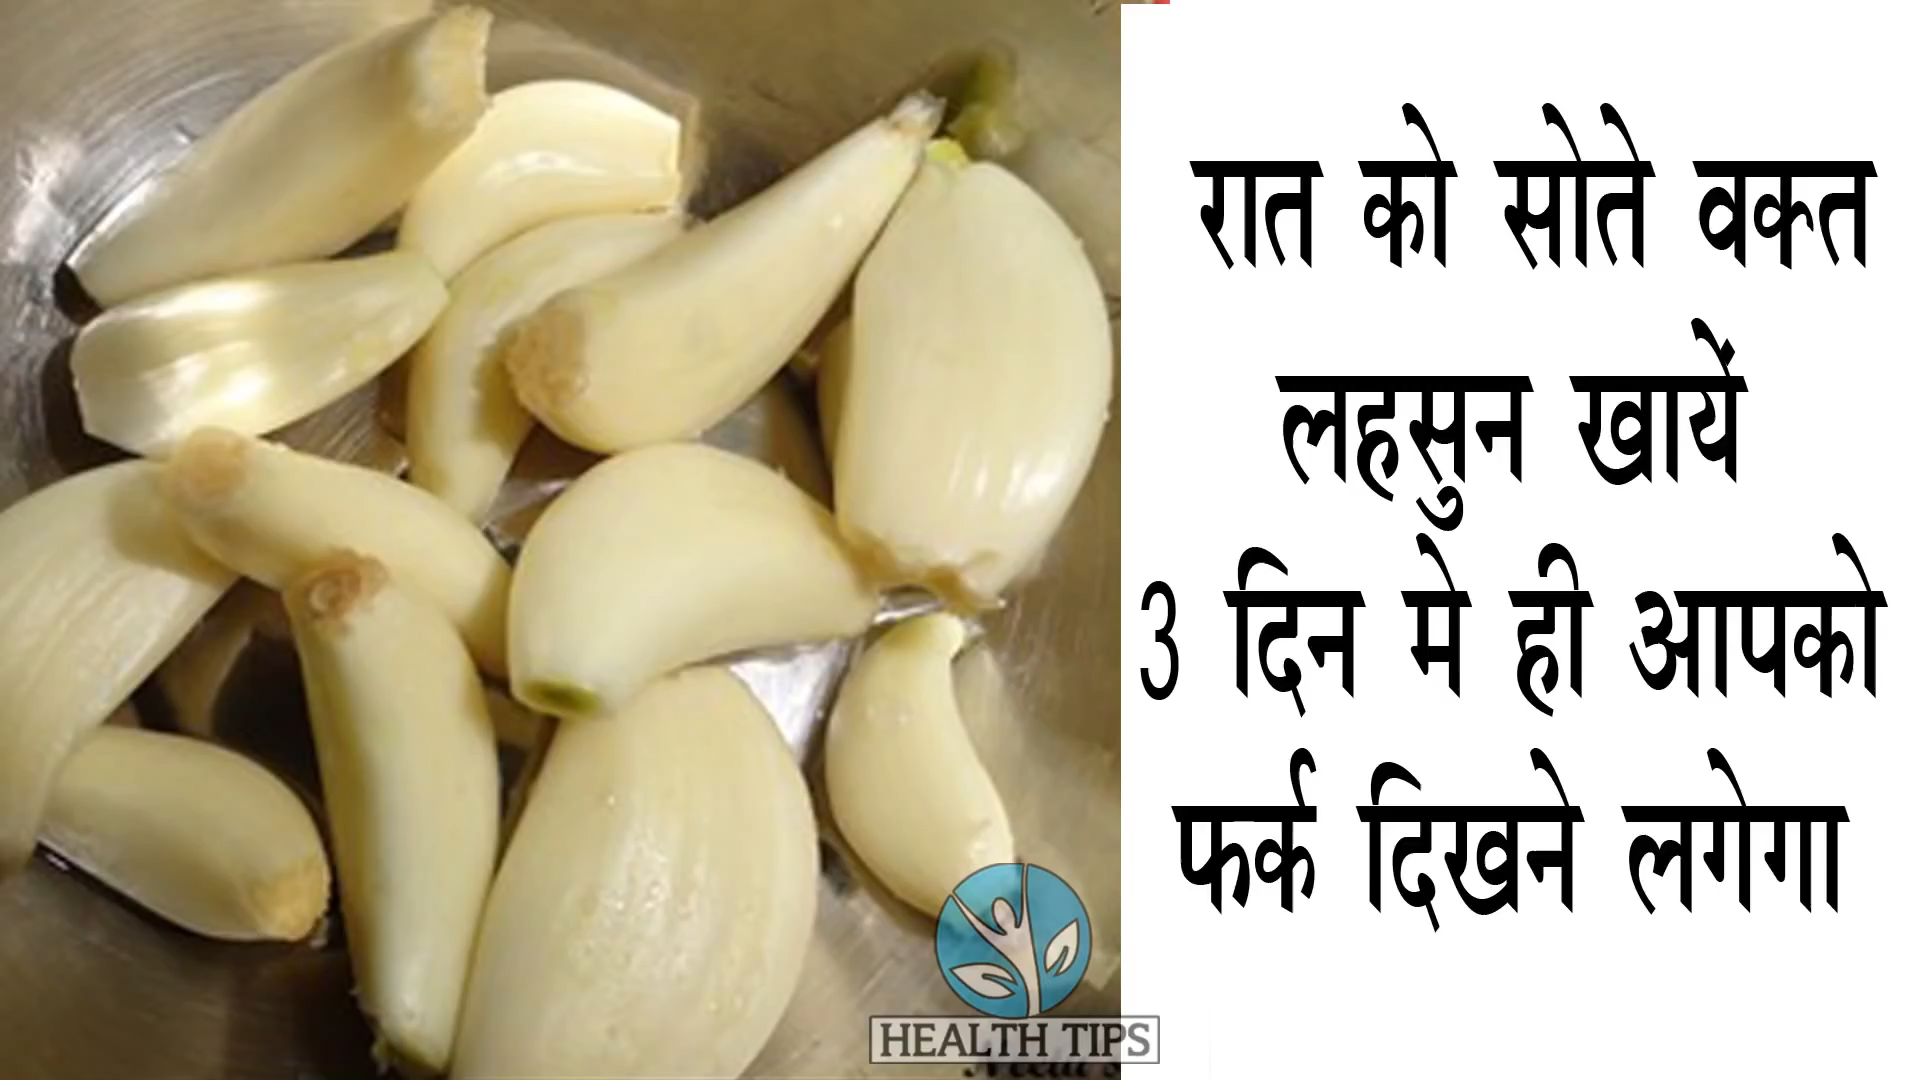 रात को सोते वक्त
लहसुन खायें
3 दिन मे ही आपको
फर्क दिखने लगेगा
HEALTH TIPS